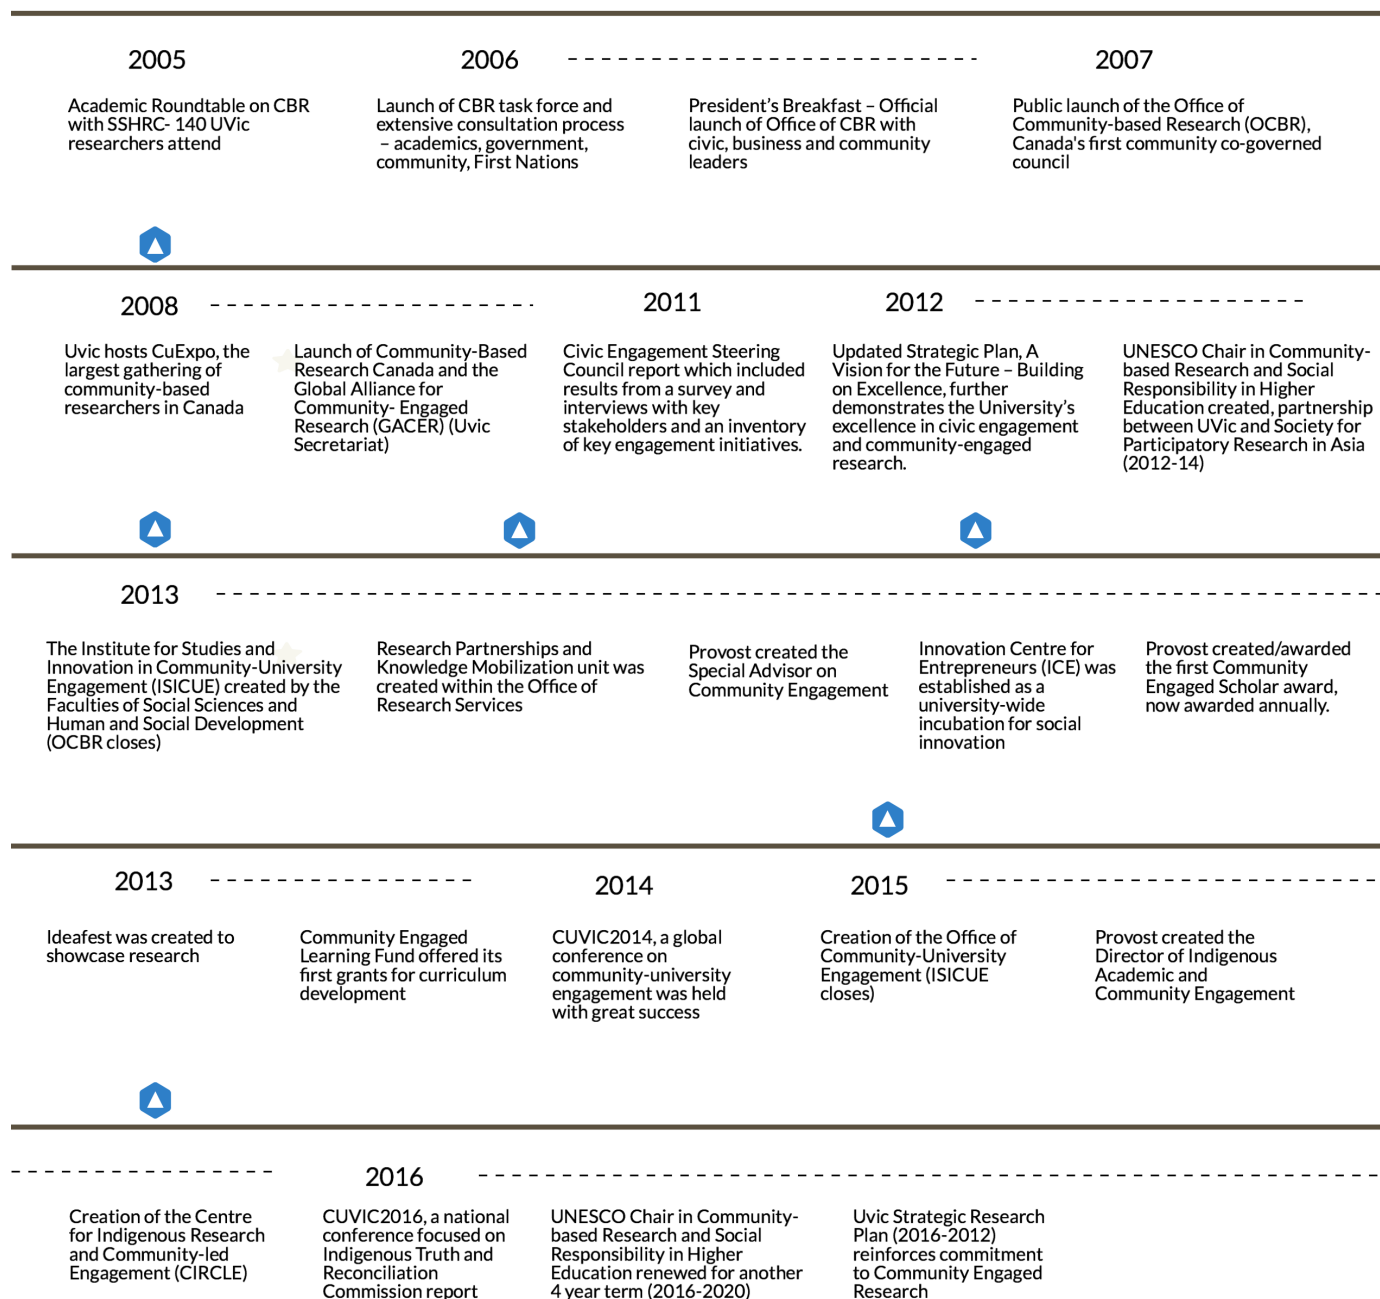 2005
Academic Roundtable on CBR
with SSHRC- 140 UVic
researchers attend
2006
Launch of CBR task force and
extensive consultation process
– academics, government,
community, First Nations
President's Breakfast – Official
launch of Office of CBR with
civic, business and community
leaders
2007
Public launch of the Office of
Community-based Research (OCBR),
Canada's first community co-governed
council
2008
Uvic hosts CuExpo, the
largest gathering of
community-based
researchers in Canada
Launch of Community-Based
Research Canada and the
Global Alliance for
Community- Engaged
Research (GACER) (Uvic
Secretariat)
2011
Civic Engagement Steering
Council report which included
results from a survey and
interviews with key
stakeholders and an inventory
of key engagement initiatives.
2012
Updated Strategic Plan, A
Vision for the Future – Building
on Excellence, further
demonstrates the University's
excellence in civic engagement
and community-engaged
research.
UNESCO Chair in Community-
based Research and Social
Responsibility in Higher
Education created, partnership
between UVic and Society for
Participatory Research in Asia
(2012-14)
2013
The Institute for Studies and
Innovation in Community-University
Engagement (ISICUE) created by the
Faculties of Social Sciences and
Human and Social Development
(OCBR closes)
Research Partnerships and
Knowledge Mobilization unit was
created within the Office of
Research Services
Provost created the
Special Advisor on
Community Engagement
Innovation Centre for
Entrepreneurs (ICE) was
established as a
university-wide
incubation for social
innovation
Provost created/awarded
the first Community
Engaged Scholar award,
now awarded annually.
2013
Ideafest was created to
showcase research
Community Engaged
Learning Fund offered its
first grants for curriculum
development
2014
CUVIC2014, a global
conference on
community-university
engagement was held
with great success
2015
Creation of the Office of
Community-University
Engagement (ISICUE
closes)
Provost created the
Director of Indigenous
Academic and
Community Engagement
Creation of the Centre
for Indigenous Research
and Community-led
Engagement (CIRCLE)
2016
CUVIC2016, a national
conference focused on
Indigenous Truth and
Reconciliation
Commission report
UNESCO Chair in Community-
based Research and Social
Responsibility in Higher
Education renewed for another
4 year term (2016-2020)
Uvic Strategic Research
Plan (2016-2012)
reinforces commitment
to Community Engaged
Research